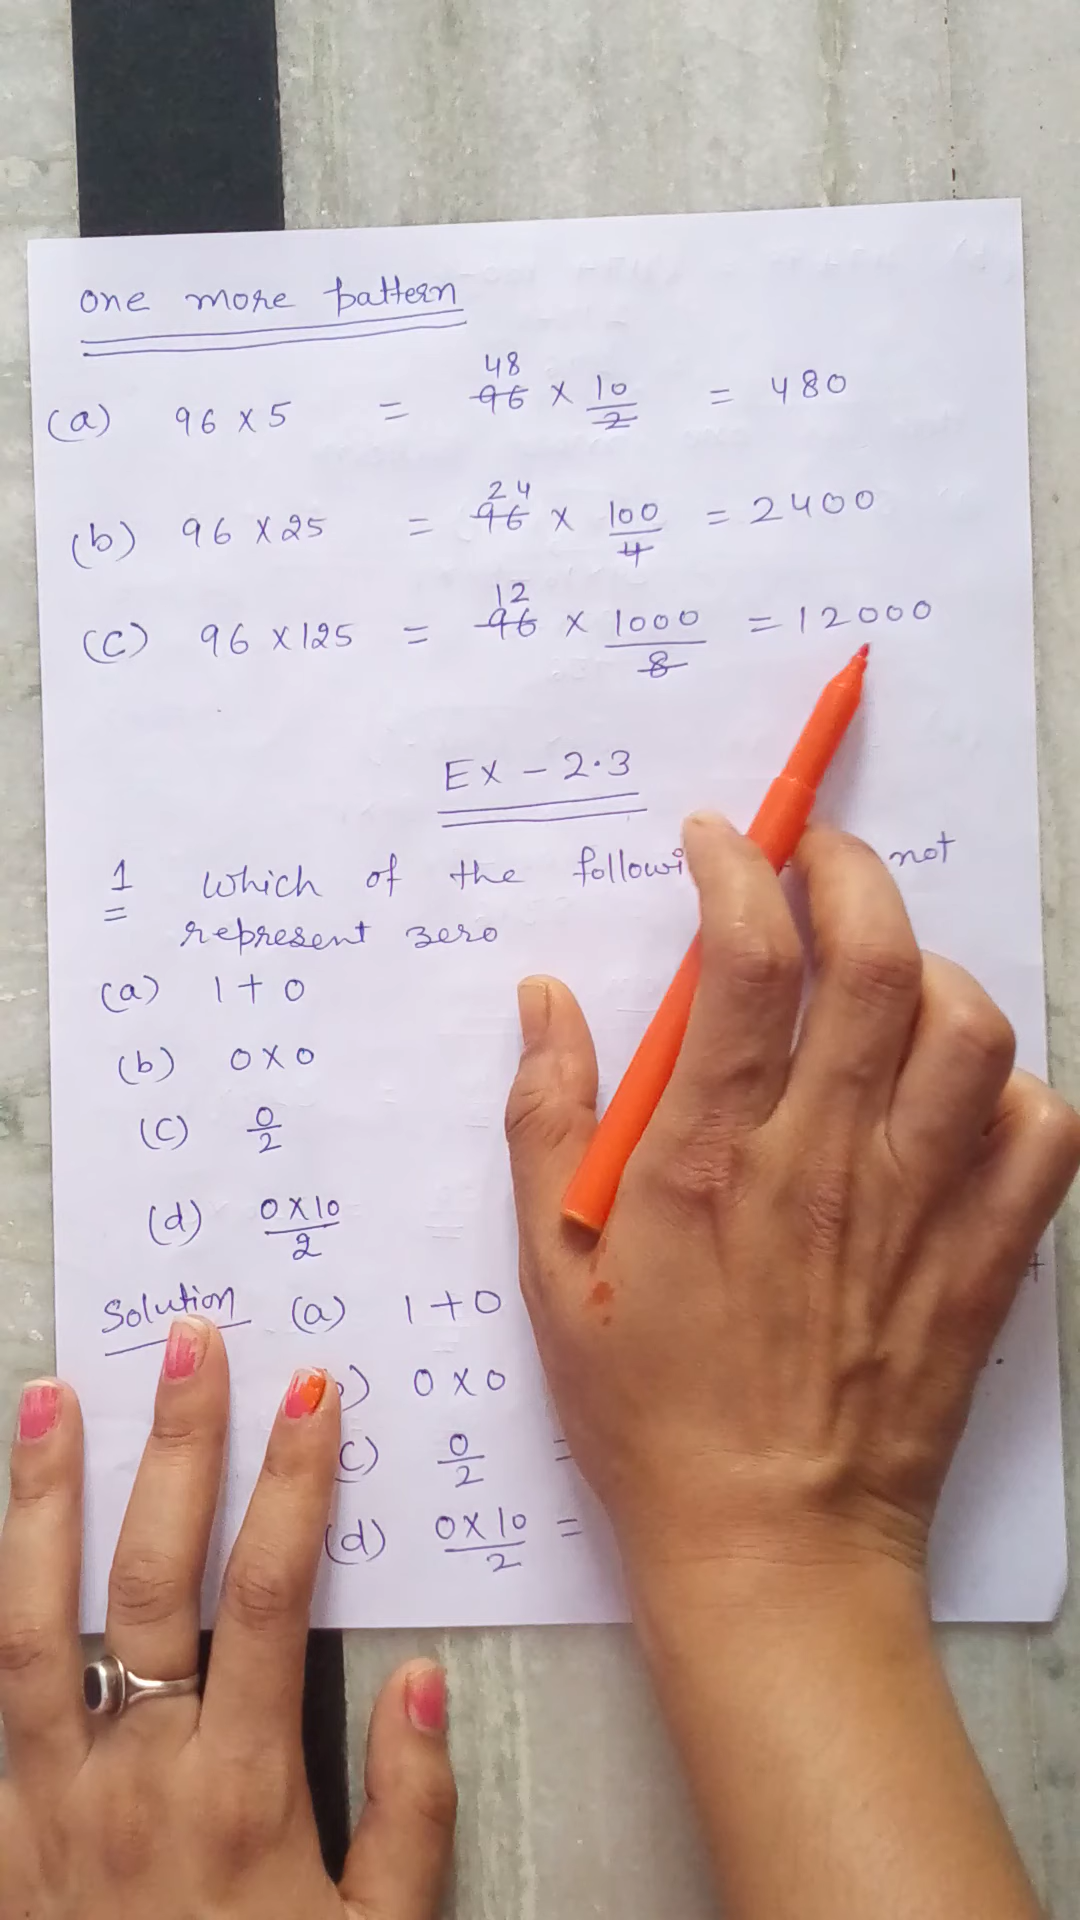 one more pattern
48
(a) 96 x 5 = 96 x 10/2 = 480
24
(b) 96 x 25 = 96 x 100/4 = 2400
12
(C) 96 x 125 = 96 x 1000/8 = 12000
Ex - 2.3
1 which of the not
represent zero
(a) 1 + 0
(b) 0 x 0
(C) 0/2
(d) 0 x 10/2
Solution (a) 1 + 0
0 x 0
C) 0/2 =
(d) 0 x 10/2 =